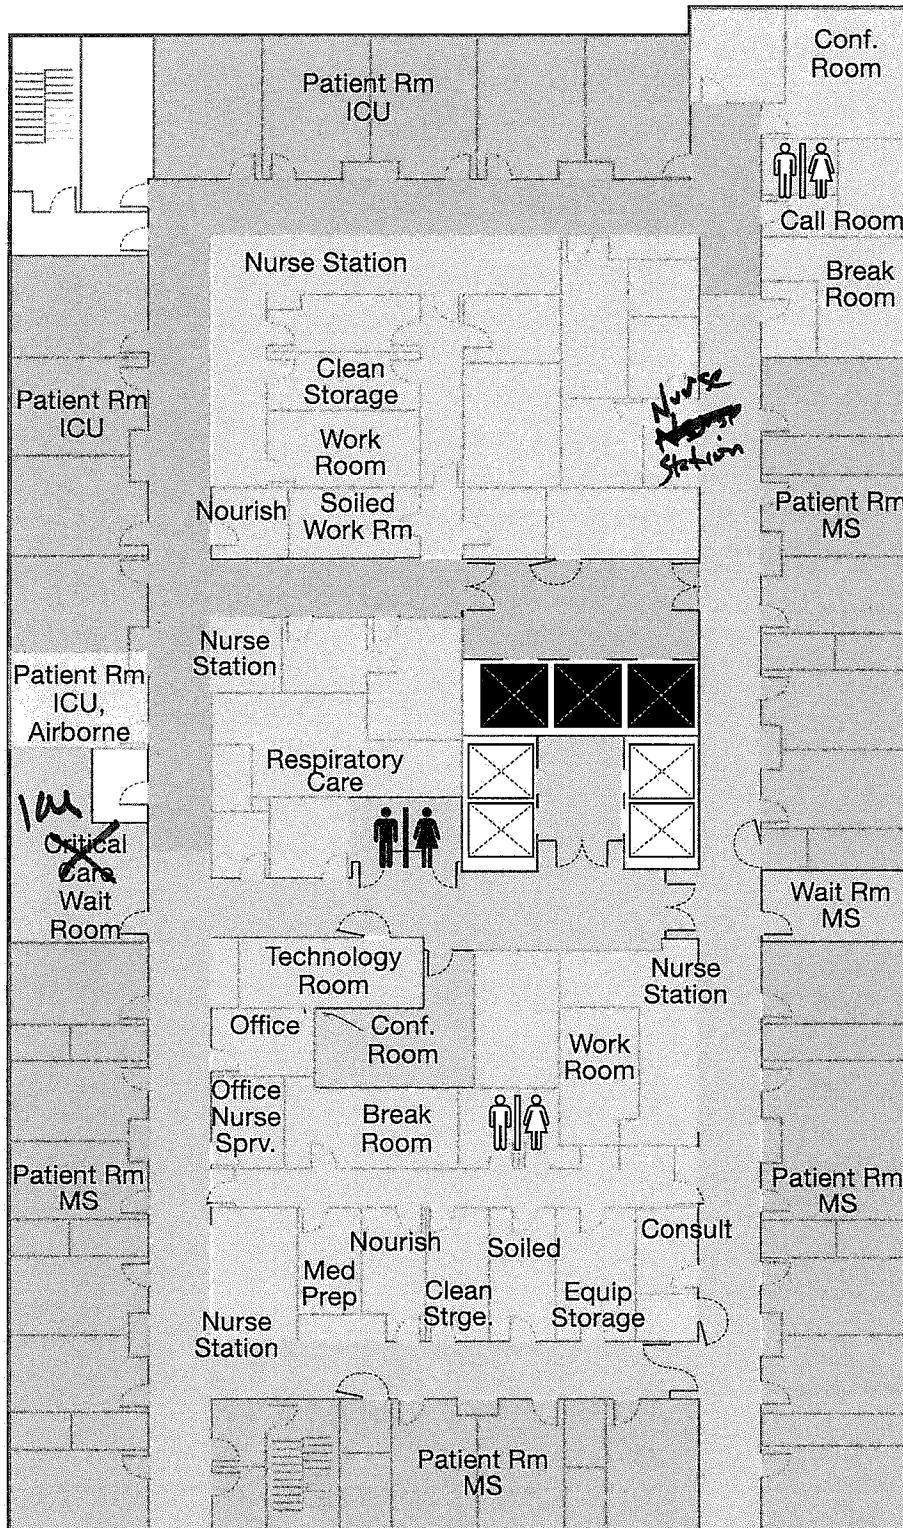 Conf.
Room
Patient Rm
ICU
Call Room
Nurse Station
Break
Room
Clean
Storage
Patient Rm
ICU
Nurse
Station
Work
Room
Nourish
Soiled
Work Rm
Patient Rm
MS
Nurse
Station
Patient Rm
ICU,
Airborne
Respiratory
Care
ICU
Critical
Care
Wait
Room
Wait Rm
MS
Technology
Room
Nurse
Station
Office
Conf.
Room
Work
Room
Office
Nurse
Sprv.
Break
Room
Patient Rm
MS
Patient Rm
MS
Consult
Nourish
Soiled
Med
Prep
Clean
Strge.
Equip
Storage
Nurse
Station
Patient Rm
MS